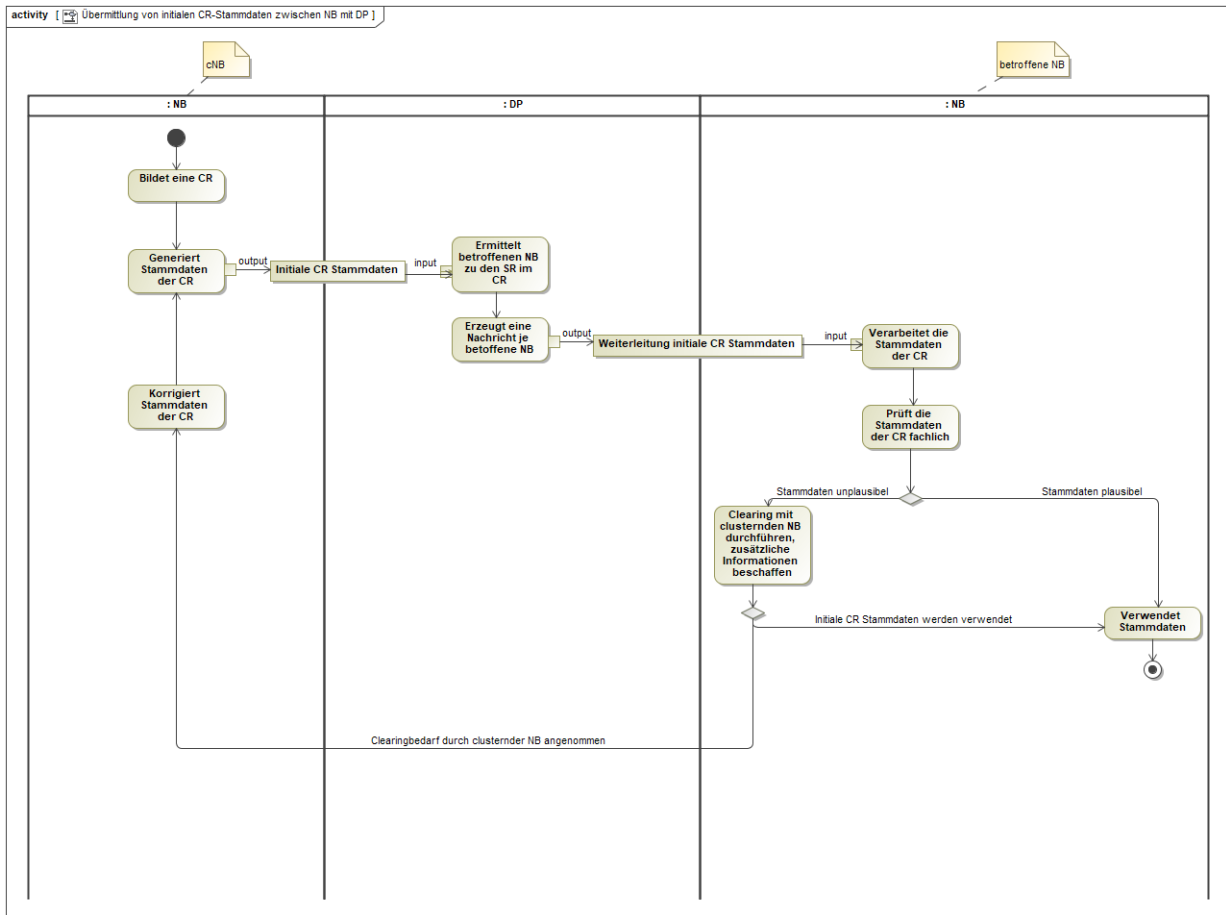 activity [ Übermittlung von initialen CR-Stammdaten zwischen NB mit DP ]
cNB
betroffene NB
: NB
: DP
: NB
Bildet eine CR
Generiert
Stammdaten
der CR
output
Initiale CR Stammdaten
input
Ermittelt
betroffenen NB
zu den SR im
CR
Erzeugt eine
Nachricht je
betoffene NB
output
Weiterleitung initiale CR Stammdaten
input
Verarbeitet die
Stammdaten
der CR
Korrigiert
Stammdaten
der CR
Prüft die
Stammdaten
der CR fachlich
Stammdaten unplausibel
Stammdaten plausibel
Clearing mit
clusternden NB
durchführen,
zusätzliche
Informationen
beschaffen
Initiale CR Stammdaten werden verwendet
Verwendet
Stammdaten
Clearingbedarf durch clusternder NB angenommen